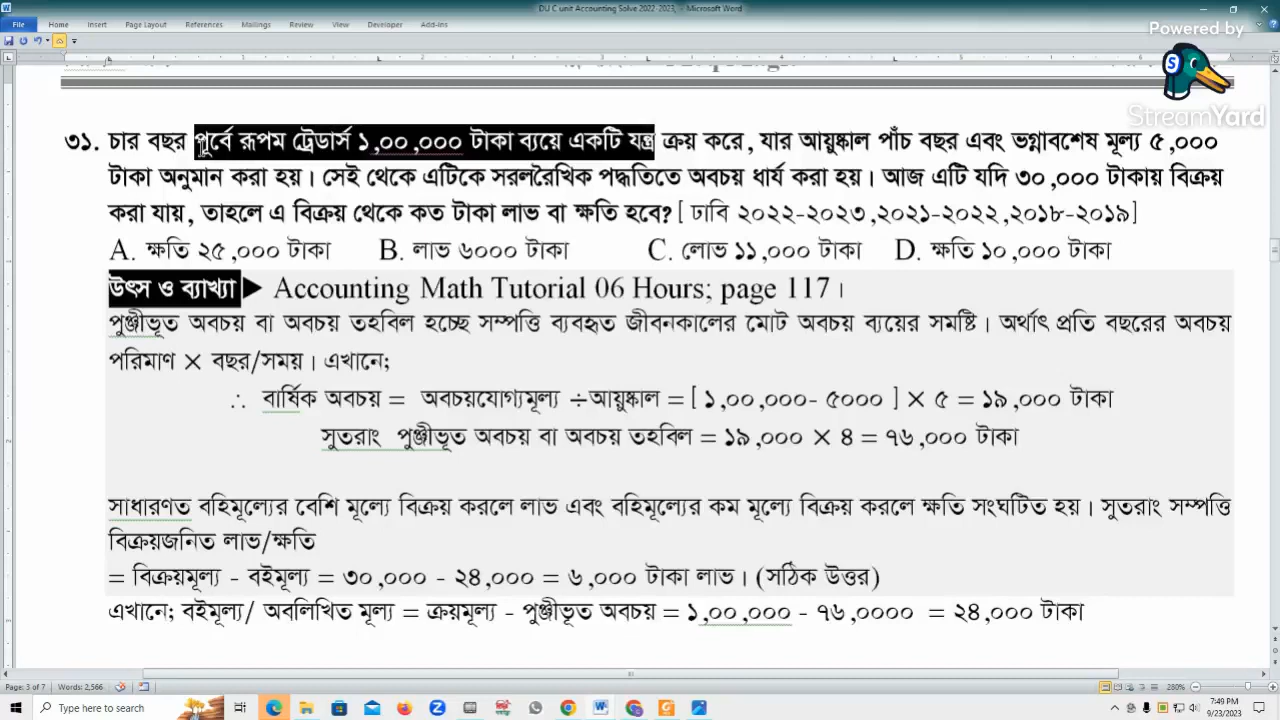 DU C unit Accounting Solve 2022-2023, - Microsoft Word
File Home Insert Page Layout References Mailings Review View Developer Add-Ins
Powered by
StreamYard
৩১. চার বছর পূর্বে রূপম ট্রেডার্স ১,০০,০০০ টাকা ব্যয়ে একটি যন্ত্র ক্রয় করে, যার আয়ুষ্কাল পাঁচ বছর এবং ভগ্নাবশেষ মূল্য ৫,০০০
টাকা অনুমান করা হয়। সেই থেকে এটিকে সরলরৈখিক পদ্ধতিতে অবচয় ধার্য করা হয়। আজ এটি যদি ৩০,০০০ টাকায় বিক্রয়
করা যায়, তাহলে এ বিক্রয় থেকে কত টাকা লাভ বা ক্ষতি হবে? [ ঢাবি ২০২২-২০২৩,২০২১-২০২২,২০১৮-২০১৯]
A. ক্ষতি ২৫,০০০ টাকা B. লাভ ৬০০০ টাকা C. লোভ ১১,০০০ টাকা D. ক্ষতি ১০,০০০ টাকা
উৎস ও ব্যাখ্যা▶ Accounting Math Tutorial 06 Hours; page 117।
পুঞ্জীভূত অবচয় বা অবচয় তহবিল হচ্ছে সম্পত্তি ব্যবহৃত জীবনকালের মোট অবচয় ব্যয়ের সমষ্টি। অর্থাৎ প্রতি বছরের অবচয়
পরিমাণ × বছর/সময়। এখানে;
∴ বার্ষিক অবচয় = অবচয়যোগ্যমূল্য ÷আয়ুষ্কাল = [ ১,০০,০০০- ৫০০০ ] × ৫ = ১৯,০০০ টাকা
সুতরাং পুঞ্জীভূত অবচয় বা অবচয় তহবিল = ১৯,০০০ × ৪ = ৭৬,০০০ টাকা
সাধারণত বহিমূল্যের বেশি মূল্যে বিক্রয় করলে লাভ এবং বহিমূল্যের কম মূল্যে বিক্রয় করলে ক্ষতি সংঘটিত হয়। সুতরাং সম্পত্তি
বিক্রয়জনিত লাভ/ক্ষতি
= বিক্রয়মূল্য - বইমূল্য = ৩০,০০০ - ২৪,০০০ = ৬,০০০ টাকা লাভ। (সঠিক উত্তর)
এখানে; বইমূল্য/ অবলিখিত মূল্য = ক্রয়মূল্য - পুঞ্জীভূত অবচয় = ১,০০,০০০ - ৭৬,০০০০ = ২৪,০০০ টাকা
Page: 3 of 7 Words: 2,566 280%
Type here to search
7:49 PM
9/23/2023